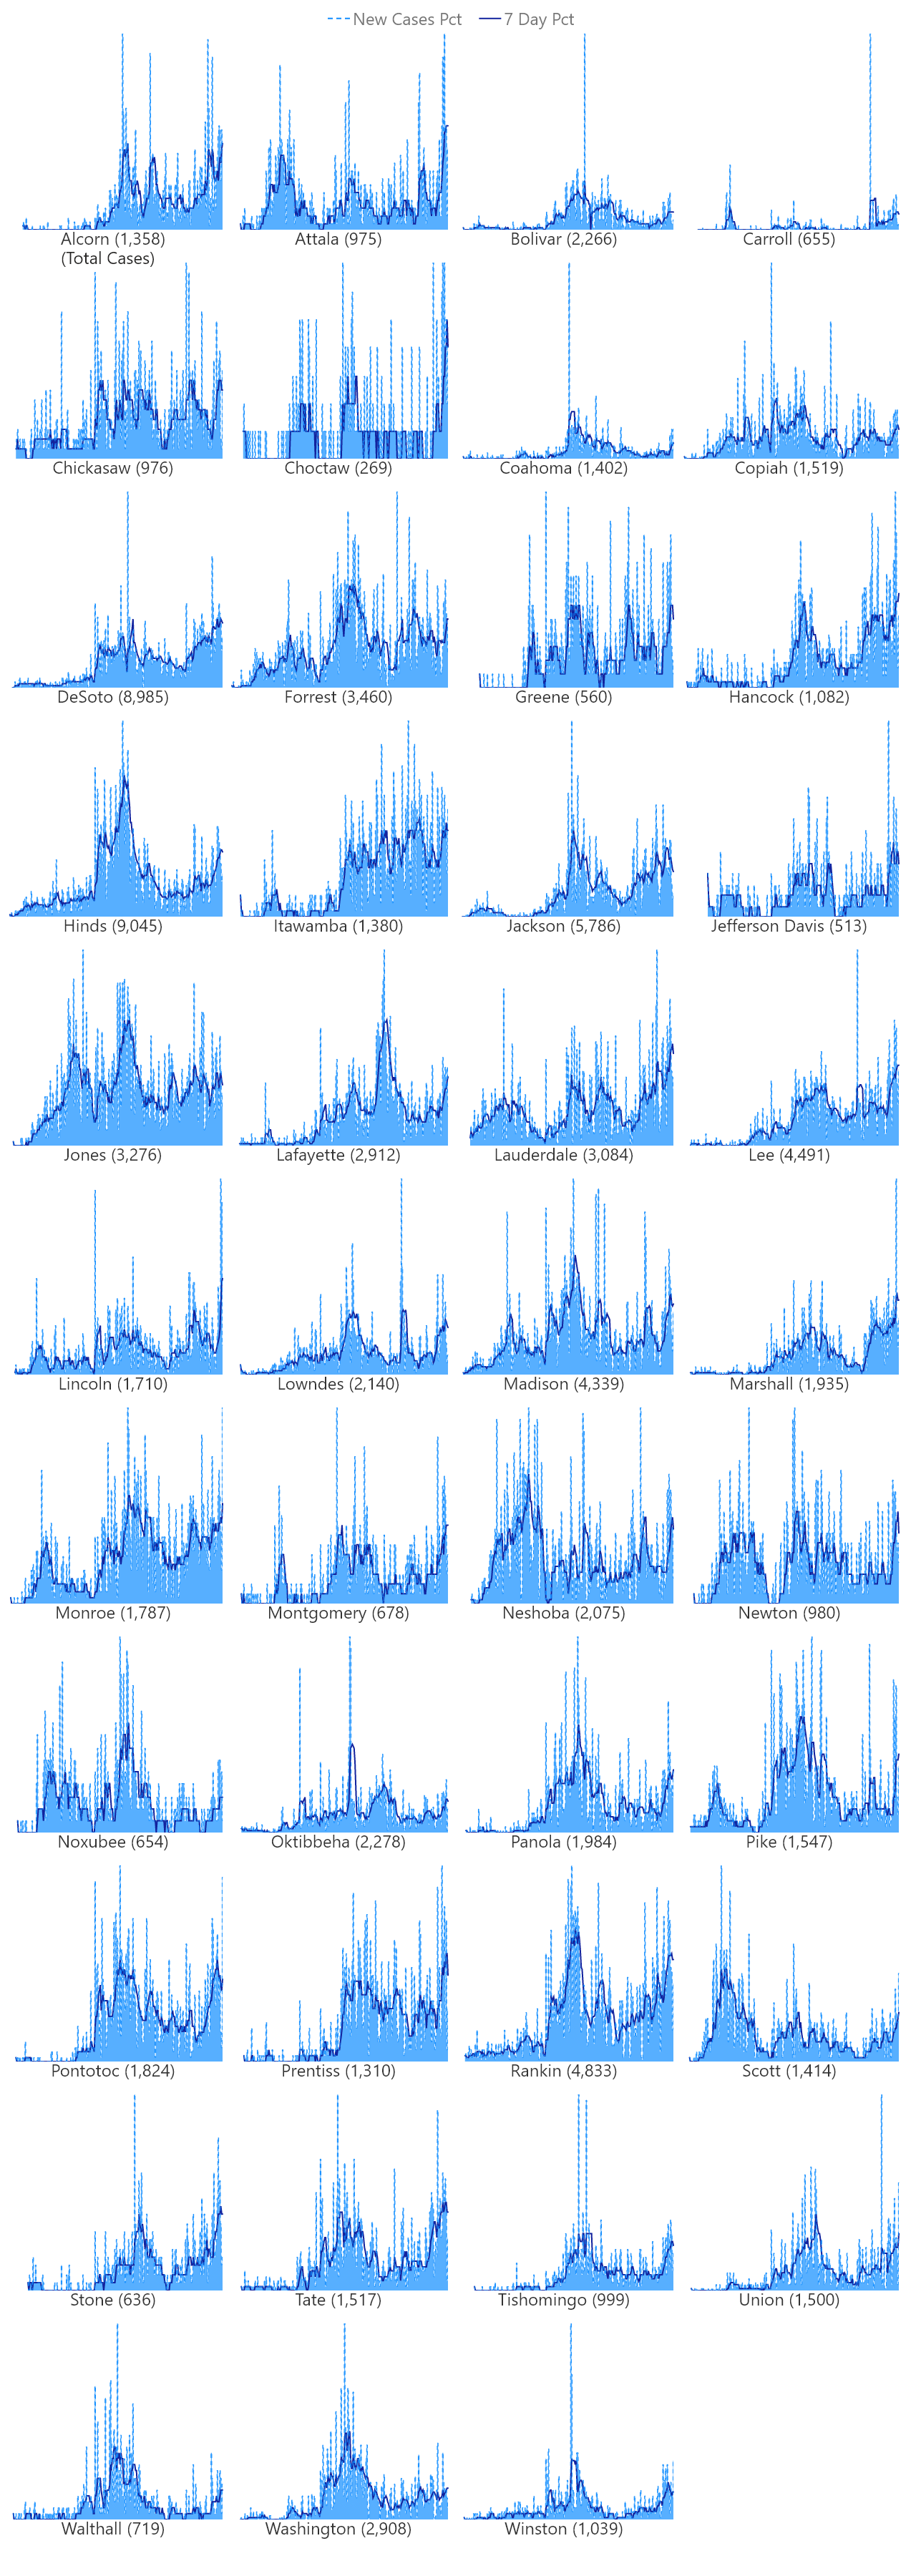 New Cases Pct 7 Day Pct
Alcorn (1,358) Attala (975) Bolivar (2,266) Carroll (655)
(Total Cases)
Chickasaw (976) Choctaw (269) Coahoma (1,402) Copiah (1,519)
DeSoto (8,985) Forrest (3,460) Greene (560) Hancock (1,082)
Hinds (9,045) Itawamba (1,380) Jackson (5,786) Jefferson Davis (513)
Jones (3,276) Lafayette (2,912) Lauderdale (3,084) Lee (4,491)
Lincoln (1,710) Lowndes (2,140) Madison (4,339) Marshall (1,935)
Monroe (1,787) Montgomery (678) Neshoba (2,075) Newton (980)
Noxubee (654) Oktibbeha (2,278) Panola (1,984) Pike (1,547)
Pontotoc (1,824) Prentiss (1,310) Rankin (4,833) Scott (1,414)
Stone (636) Tate (1,517) Tishomingo (999) Union (1,500)
Walthall (719) Washington (2,908) Winston (1,039)